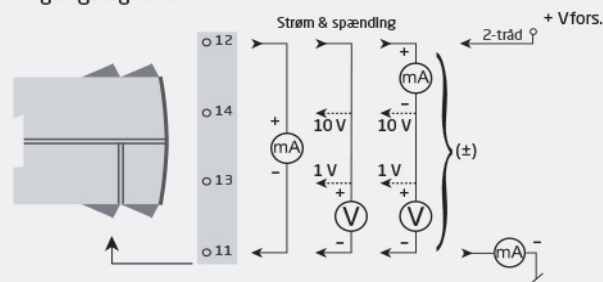 Strøm & spænding
+ Vfors.
2-tråd
12
+
mA
-
14
+
10 V
10 V
mA
-
(±)
13
1 V
1 V
+
+
V
V
-
-
11
mA
-